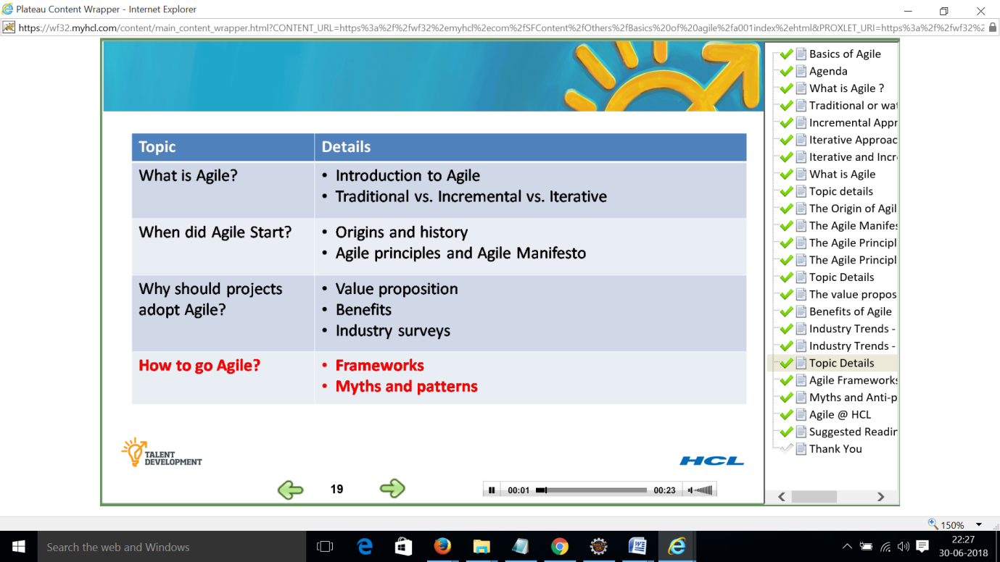 Plateau Content Wrapper - Internet Explorer
https://wf32.myhcl.com/content/main_content_wrapper.html?CONTENT_URL=https%3a%2f%2fwf32%2emyhcl%2ecom%2fSFContent%2fOthers%2fBasics%20of%20agile%2fa001index%2ehtml&PROXLET_URI=https%3a%2f%2fwf32%2
Topic Details
What is Agile? • Introduction to Agile
• Traditional vs. Incremental vs. Iterative
When did Agile Start? • Origins and history
• Agile principles and Agile Manifesto
Why should projects • Value proposition
adopt Agile? • Benefits
• Industry surveys
How to go Agile? • Frameworks
• Myths and patterns
TALENT
DEVELOPMENT
HCL
19
00:01 00:23
Basics of Agile
Agenda
What is Agile ?
Traditional or wat
Incremental Appr
Iterative Approac
Iterative and Incr
What is Agile
Topic details
The Origin of Agil
The Agile Manifes
The Agile Principl
The Agile Principl
Topic Details
The value propos
Benefits of Agile
Industry Trends -
Industry Trends -
Topic Details
Agile Frameworks
Myths and Anti-p
Agile @ HCL
Suggested Readin
Thank You
150%
Search the web and Windows
22:27
30-06-2018